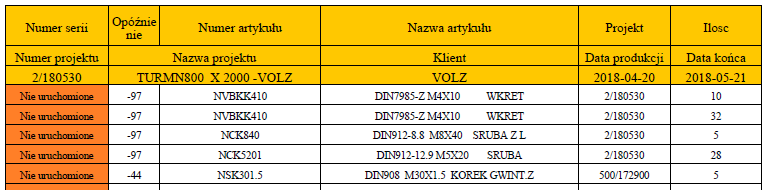 Numer serii Opóźnie nie Numer artykułu Nazwa artykułu Projekt Ilosc
Numer projektu Nazwa projektu Klient Data produkcji Data końca
2/180530 TURMN800 X 2000 -VOLZ VOLZ 2018-04-20 2018-05-21
Nie uruchomione -97 NVBKK410 DIN7985-Z M4X10 WKRET 2/180530 10
Nie uruchomione -97 NVBKK410 DIN7985-Z M4X10 WKRET 2/180530 32
Nie uruchomione -97 NCK840 DIN912-8.8 M8X40 SRUBA Z L 2/180530 5
Nie uruchomione -97 NCK5201 DIN912-12.9 M5X20 SRUBA 2/180530 28
Nie uruchomione -44 NSK301.5 DIN908 M30X1.5 KOREK GWINT.Z 500/172900 5